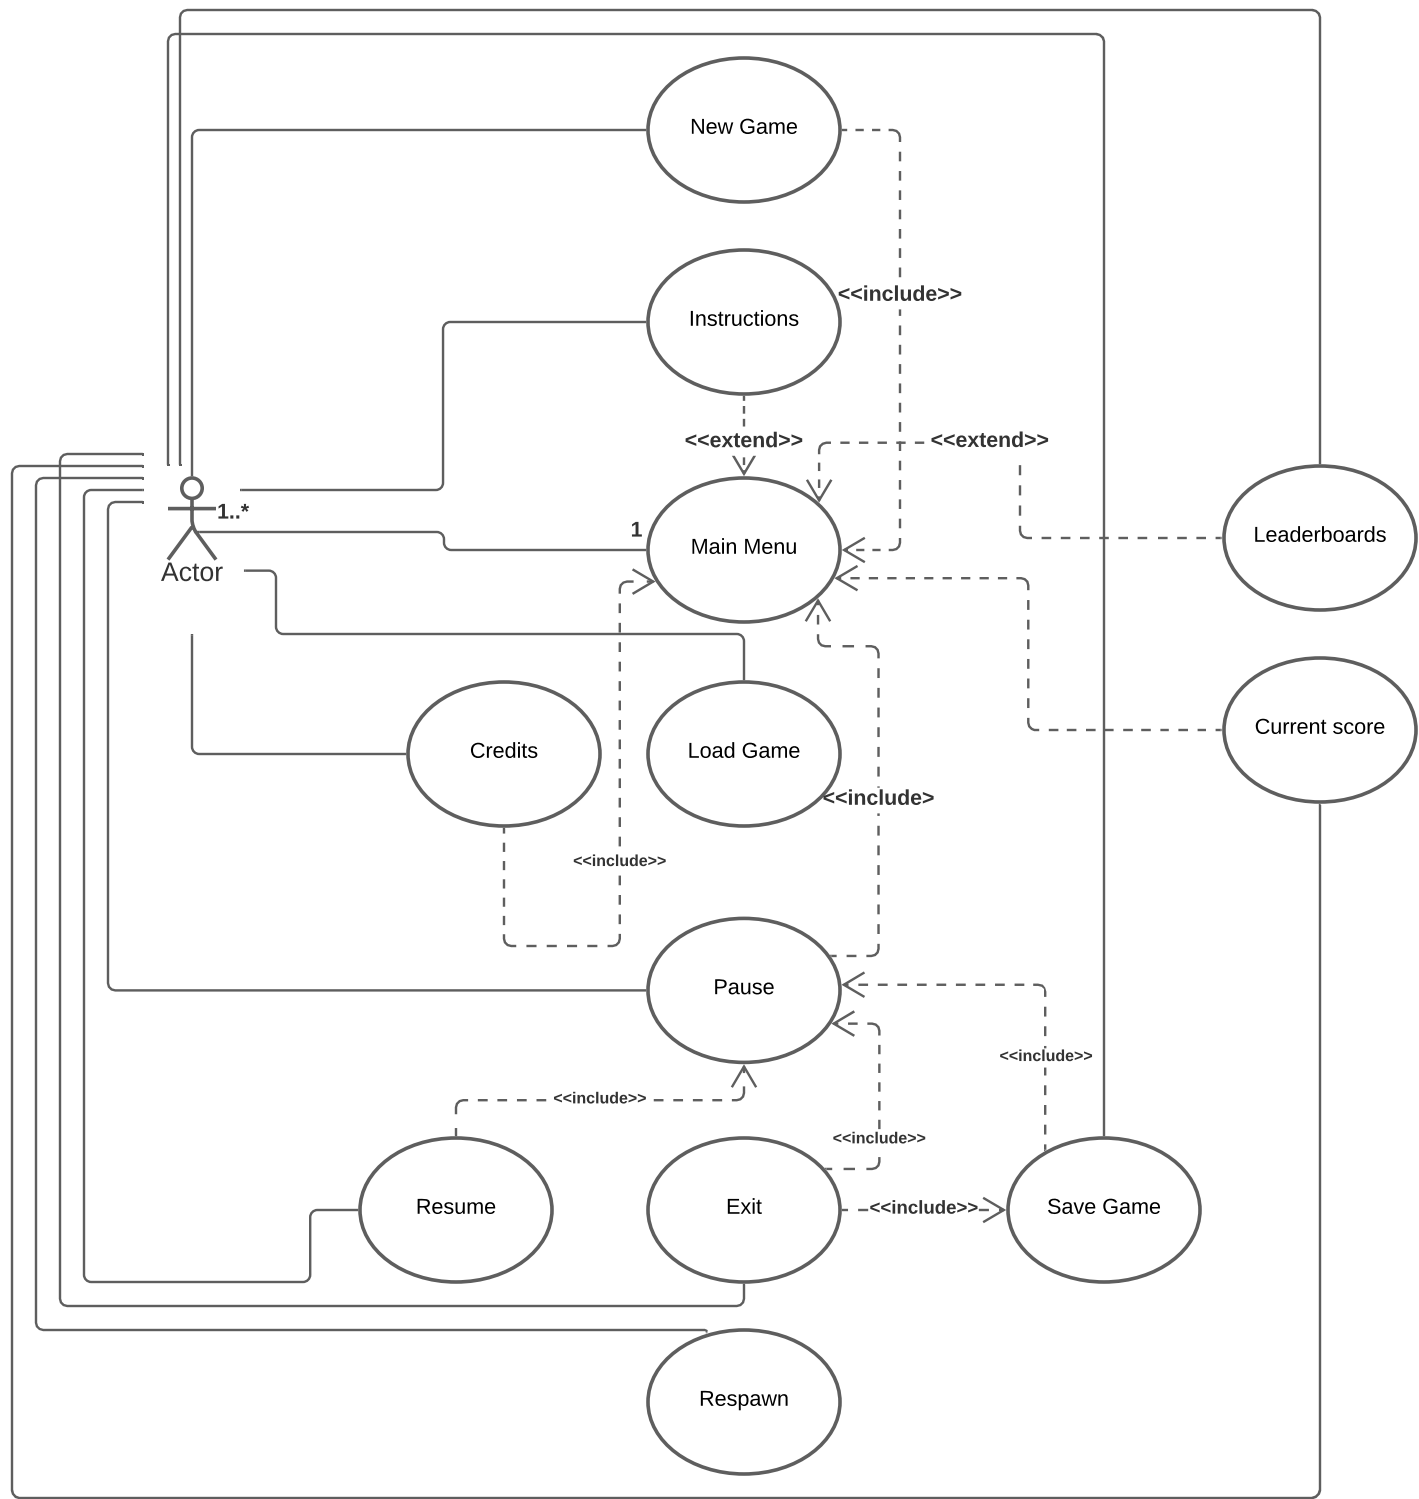 New Game
<<include>>
Instructions
<<extend>>
<<extend>>
1..*
1
Main Menu
Leaderboards
Actor
Current score
Credits
Load Game
<<include>
<<include>>
Pause
<<include>>
<<include>>
<<include>>
Resume
Exit
<<include>>
Save Game
Respawn